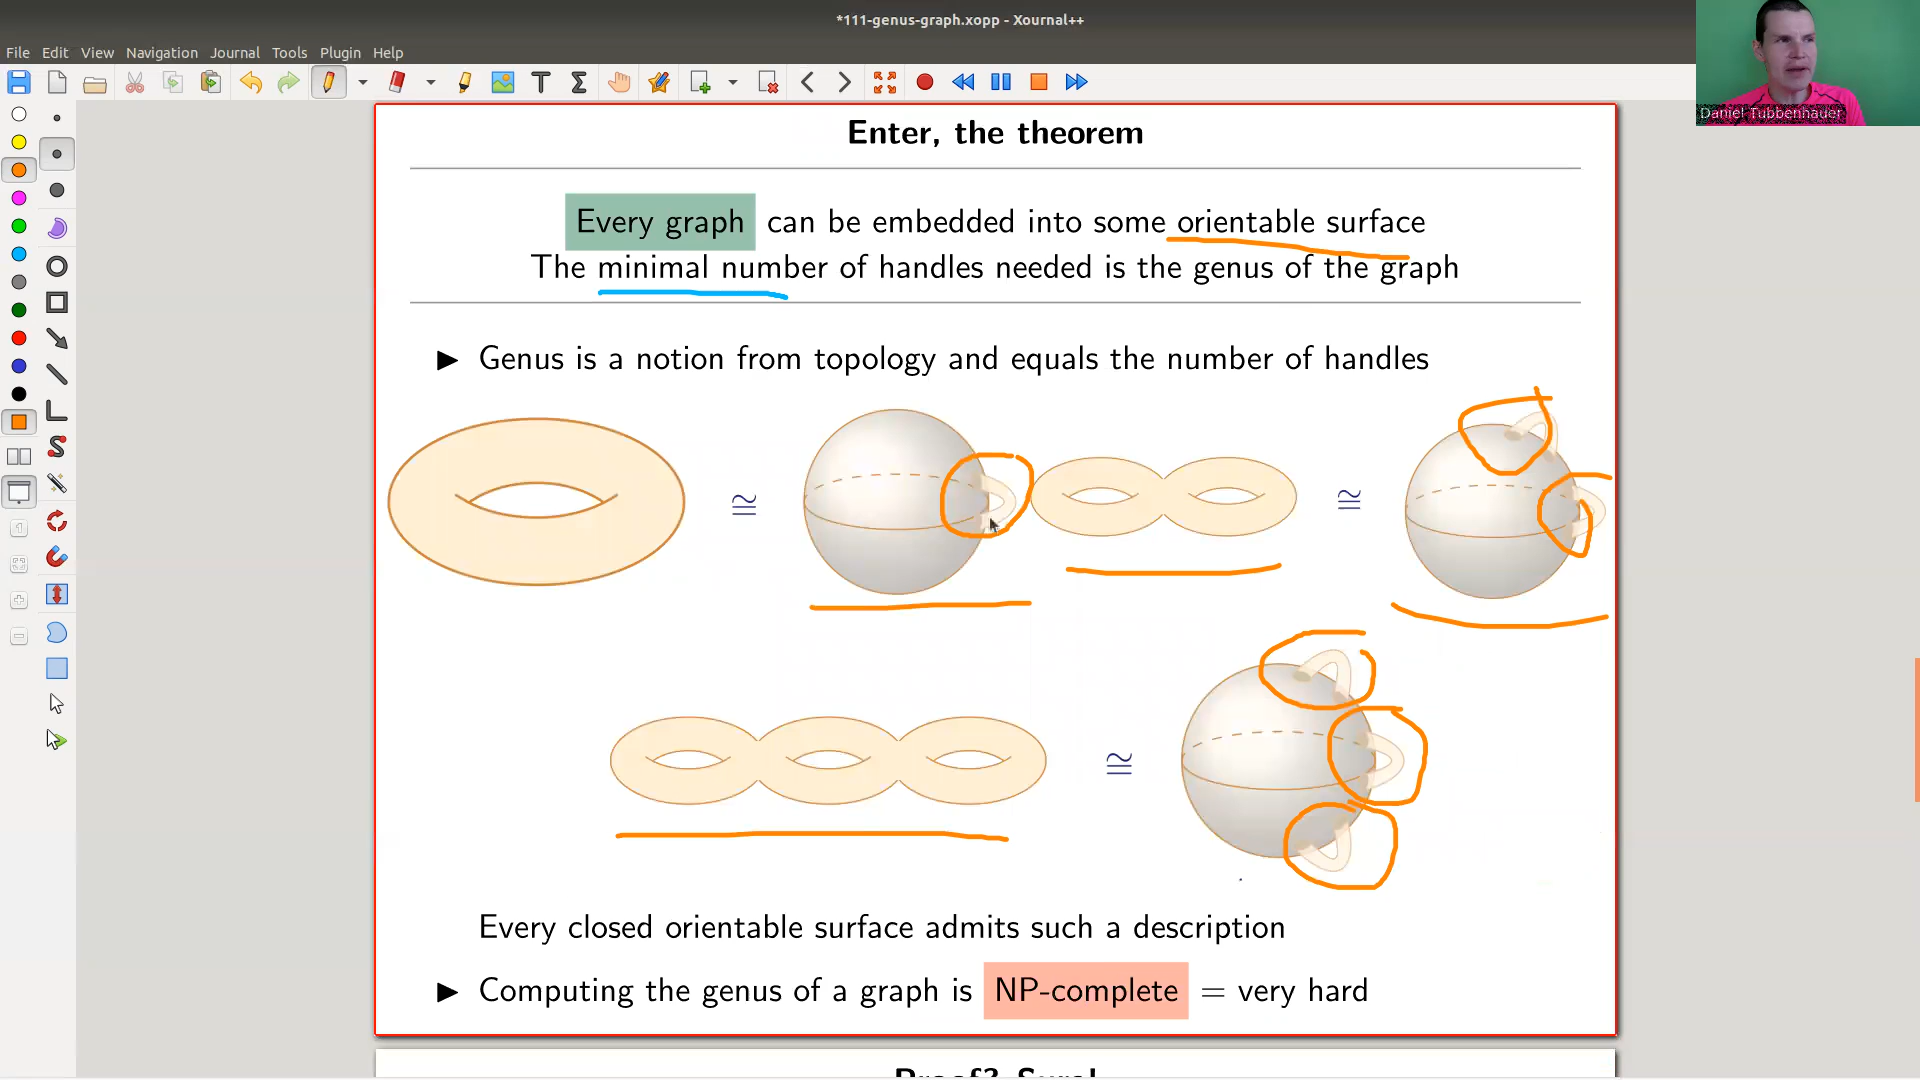 *111-genus-graph.xopp - Xournal++
File Edit View Navigation Journal Tools Plugin Help
Daniel Tubbenhauer
Enter, the theorem
Every graph can be embedded into some orientable surface
The minimal number of handles needed is the genus of the graph
▶ Genus is a notion from topology and equals the number of handles
≅ ≅
≅
Every closed orientable surface admits such a description
▶ Computing the genus of a graph is NP-complete = very hard
Proof? Sure!